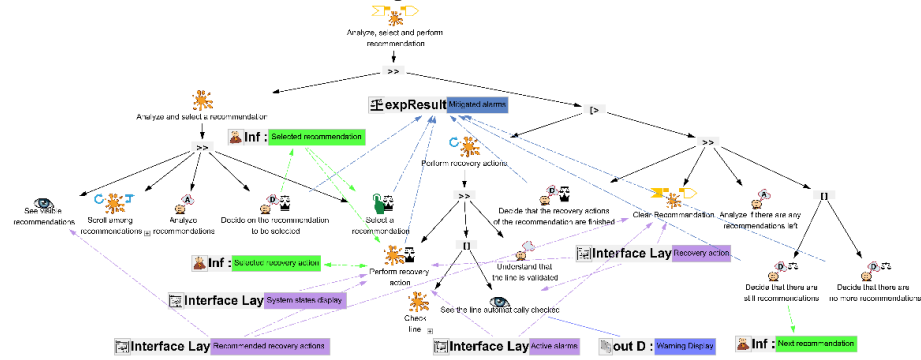 Analyze, select and perform
recommendation
>>
expResult Mitigated alarms
[>
Analyze and select a recommendation
Inf : Selected recommendation
>>
Perform recovery actions
>>
See visible
recommendations
Scroll among
recommendations
Analyze
recommendations
Decide on the recommendation
to be selected
Select a
recommendation
>>
Decide that the recovery actions
of the recommendation are finished
Clear Recommandation
Analyze if there are any
recommendations left
[]
Inf : Selected recovery action
Perform recovery
action
[]
Understand that
the line is validated
Interface Lay Recovery action
Decide that there are
still recommendations
Decide that there are
no more recommendations
Interface Lay System states display
Check
line
See the line automatically checked
Interface Lay Recommended recovery actions
Interface Lay Active alarms
out D : Warning Display
Inf : Next recommendation